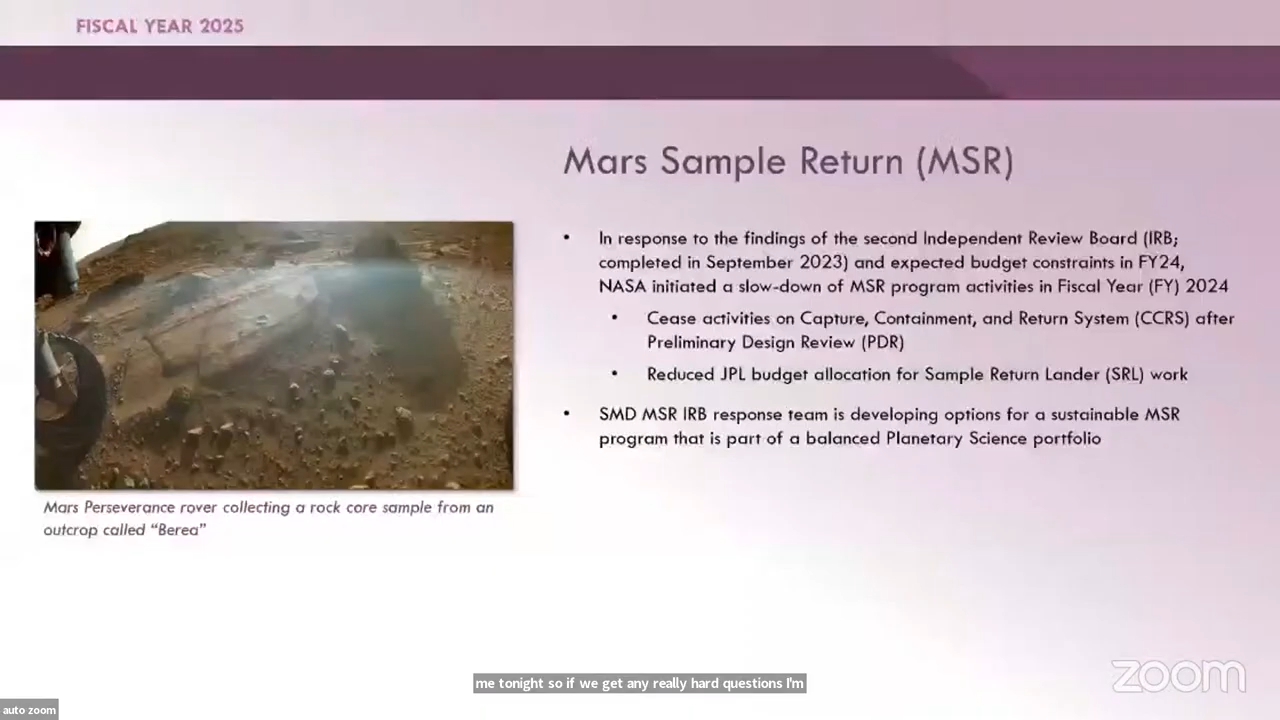 FISCAL YEAR 2025
Mars Sample Return (MSR)
• In response to the findings of the second Independent Review Board (IRB;
completed in September 2023) and expected budget constraints in FY24,
NASA initiated a slow-down of MSR program activities in Fiscal Year (FY) 2024
• Cease activities on Capture, Containment, and Return System (CCRS) after
Preliminary Design Review (PDR)
• Reduced JPL budget allocation for Sample Return Lander (SRL) work
• SMD MSR IRB response team is developing options for a sustainable MSR
program that is part of a balanced Planetary Science portfolio
Mars Perseverance rover collecting a rock core sample from an
outcrop called “Berea”
me tonight so if we get any really hard questions I'm
zoom
auto zoom